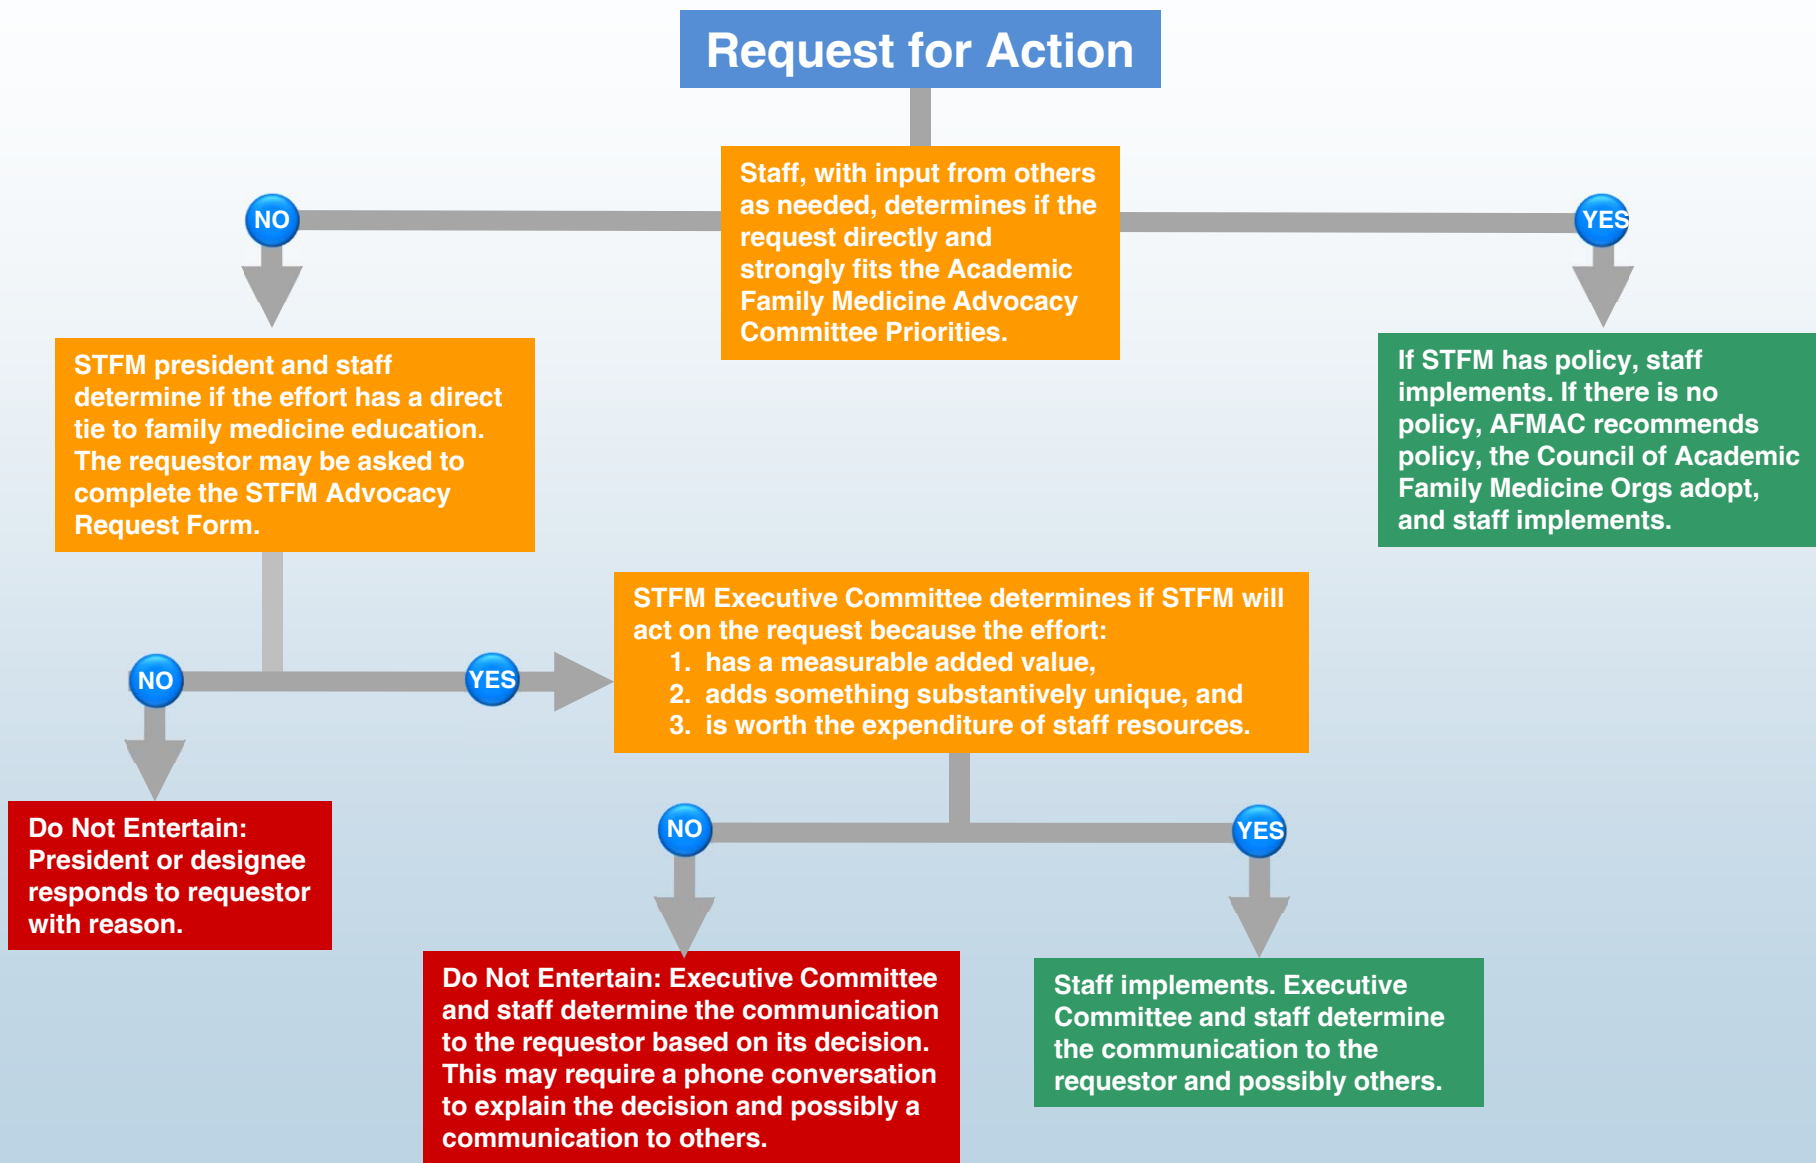 Request for Action
Staff, with input from others
as needed, determines if the
request directly and
strongly fits the Academic
Family Medicine Advocacy
Committee Priorities.
NO
YES
STFM president and staff
determine if the effort has a direct
tie to family medicine education.
The requestor may be asked to
complete the STFM Advocacy
Request Form.
If STFM has policy, staff
implements. If there is no
policy, AFMAC recommends
policy, the Council of Academic
Family Medicine Orgs adopt,
and staff implements.
NO
YES
STFM Executive Committee determines if STFM will
act on the request because the effort:
1. has a measurable added value,
2. adds something substantively unique, and
3. is worth the expenditure of staff resources.
Do Not Entertain:
President or designee
responds to requestor
with reason.
NO
YES
Do Not Entertain: Executive Committee
and staff determine the communication
to the requestor based on its decision.
This may require a phone conversation
to explain the decision and possibly a
communication to others.
Staff implements. Executive
Committee and staff determine
the communication to the
requestor and possibly others.